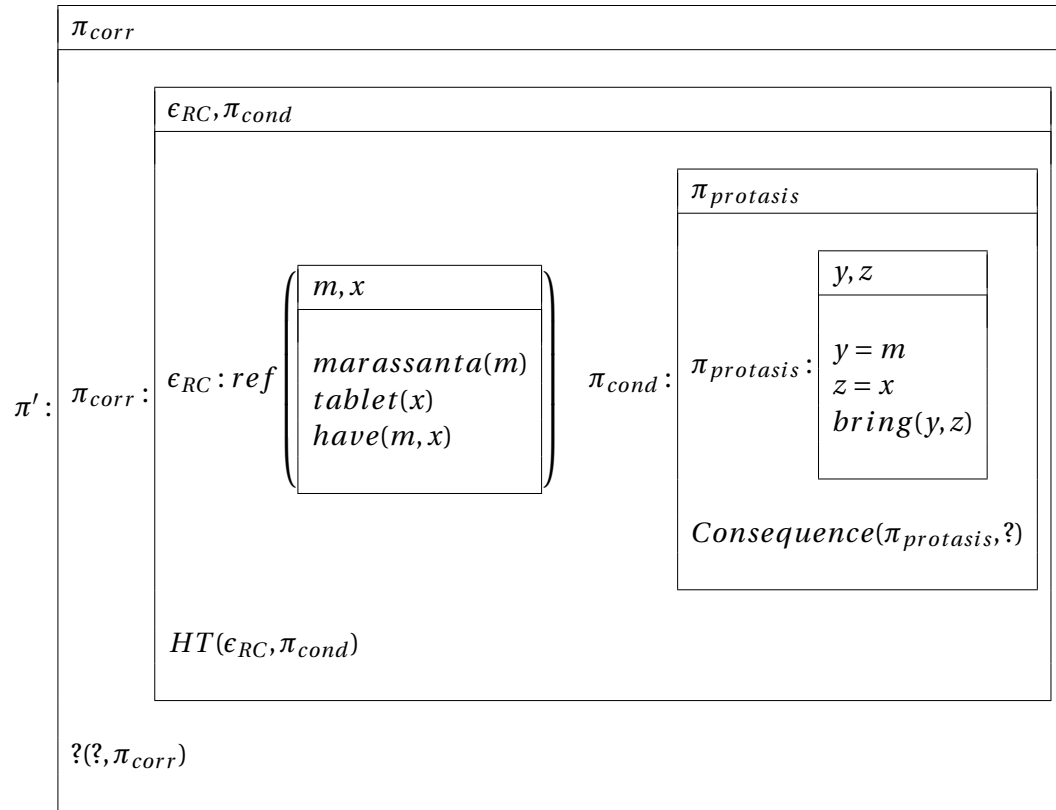 π_corr
ϵ_RC, π_cond
π_protasis
m, x
y, z
marassanta(m)
tablet(x)
have(m, x)
y = m
z = x
bring(y, z)
π′ : π_corr : ϵ_RC : ref π_cond : π_protasis :
Consequence(π_protasis, ?)
HT(ϵ_RC, π_cond)
?(?, π_corr)